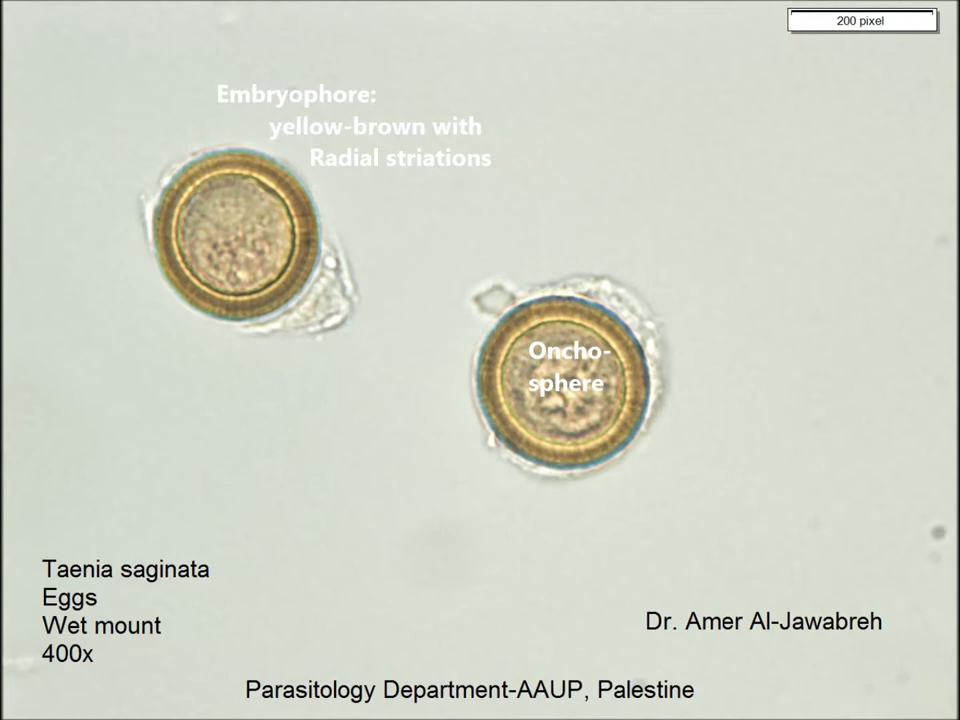 200 pixel
Embryophore:
yellow-brown with
Radial striations
Oncho-
sphere
Taenia saginata
Eggs
Wet mount
400x
Dr. Amer Al-Jawabreh
Parasitology Department-AAUP, Palestine